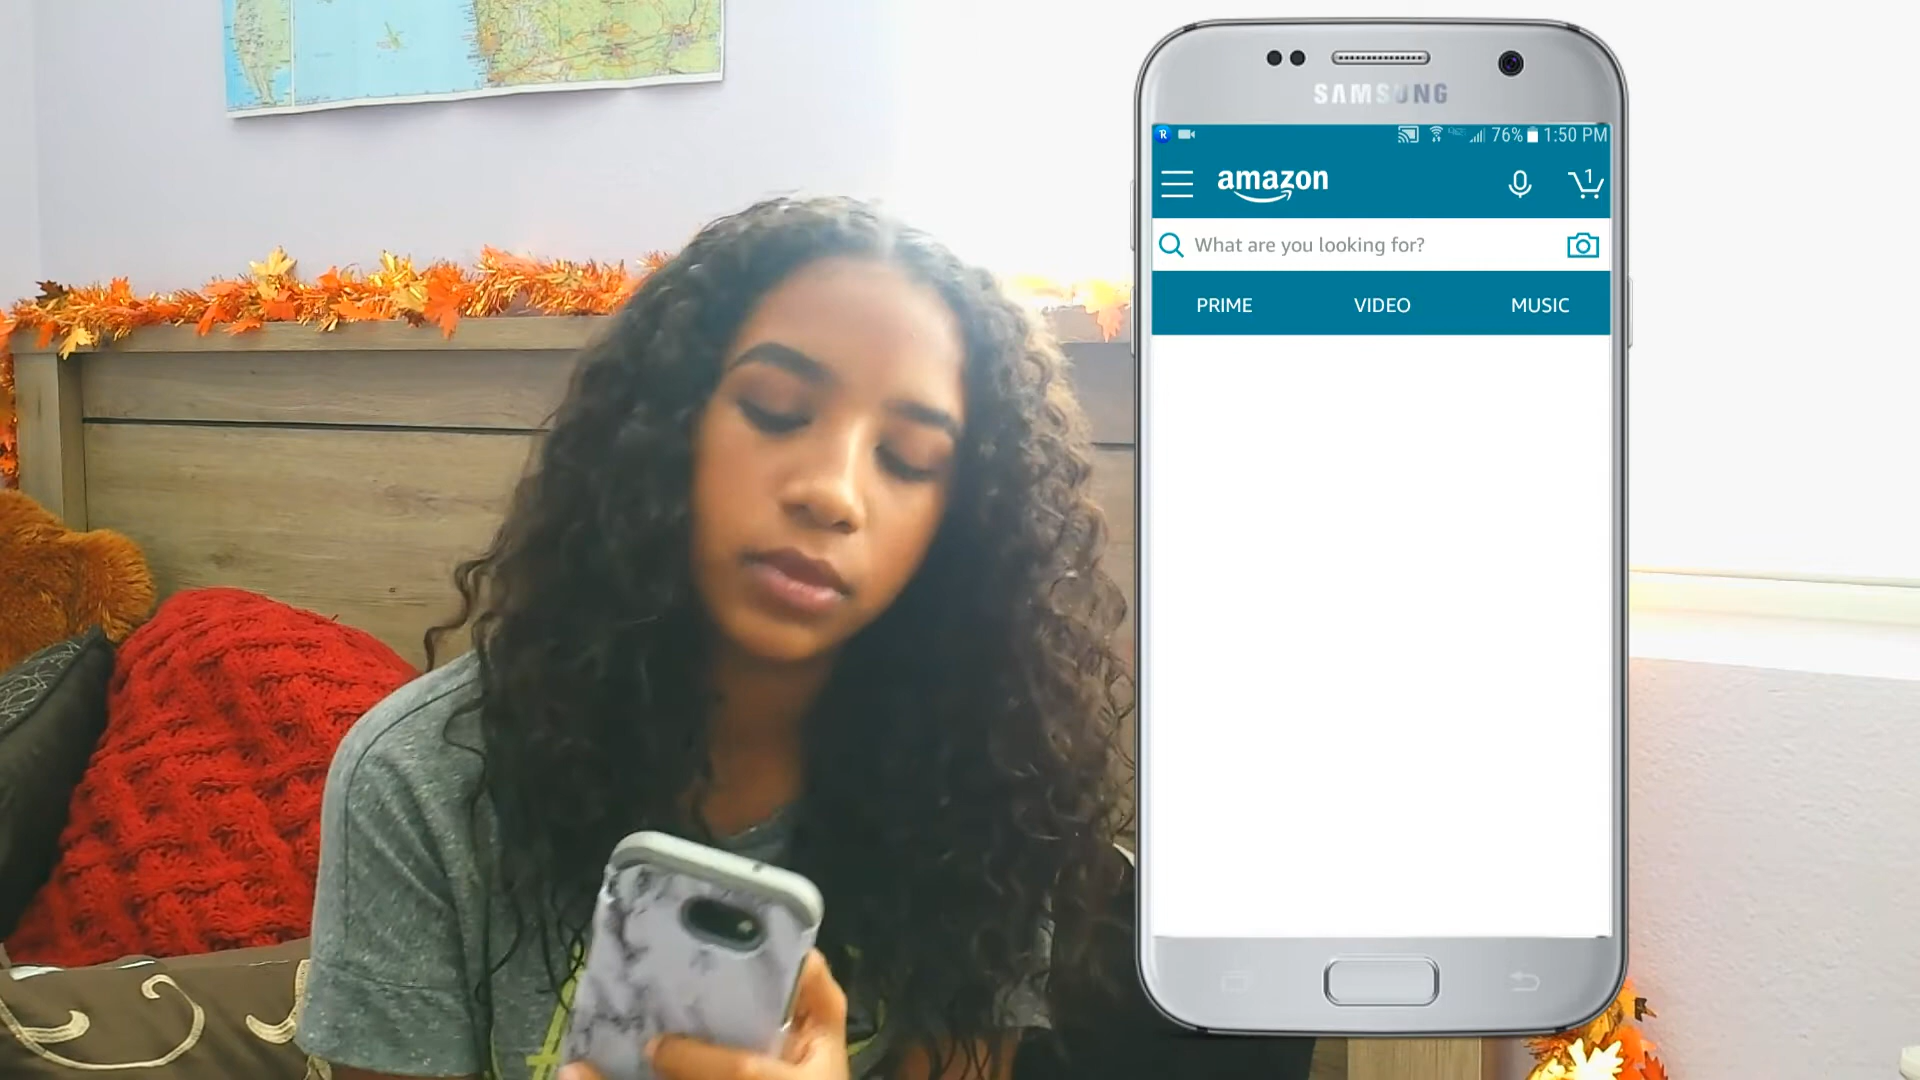 SAMSUNG
R 76% 1:50 PM
amazon 1
What are you looking for?
PRIME VIDEO MUSIC